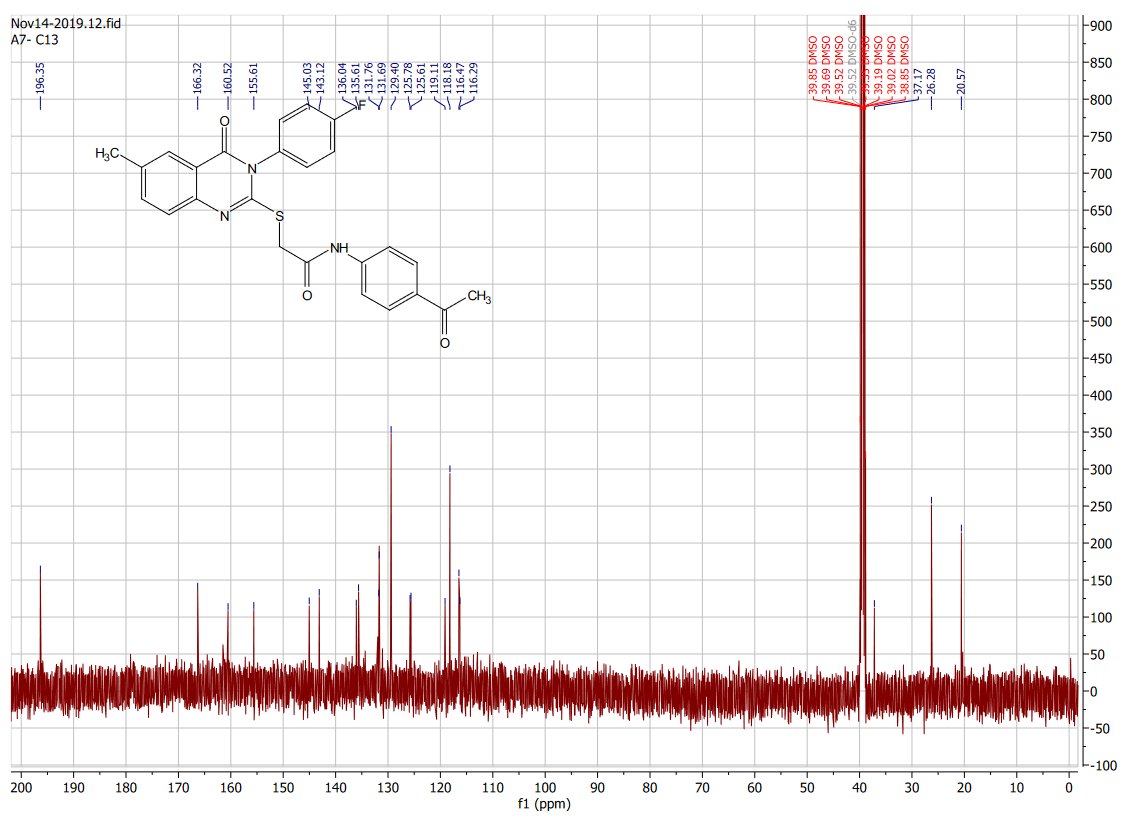 Nov14-2019.12.fid
A7- C13
196.35
166.32
160.52
155.61
145.03
143.12
136.04
135.61
131.76
131.69
129.40
125.78
125.61
119.11
118.18
116.47
116.29
39.85 DMSO
39.69 DMSO
39.52 DMSO
39.52 DMSO-d6
39.35 DMSO
39.19 DMSO
39.02 DMSO
38.85 DMSO
37.17
26.28
20.57
O
F
H3C
N
N
S
NH
O
CH3
O
900
850
800
750
700
650
600
550
500
450
400
350
300
250
200
150
100
50
0
-50
-100
200 190 180 170 160 150 140 130 120 110 100 90 80 70 60 50 40 30 20 10 0
f1 (ppm)